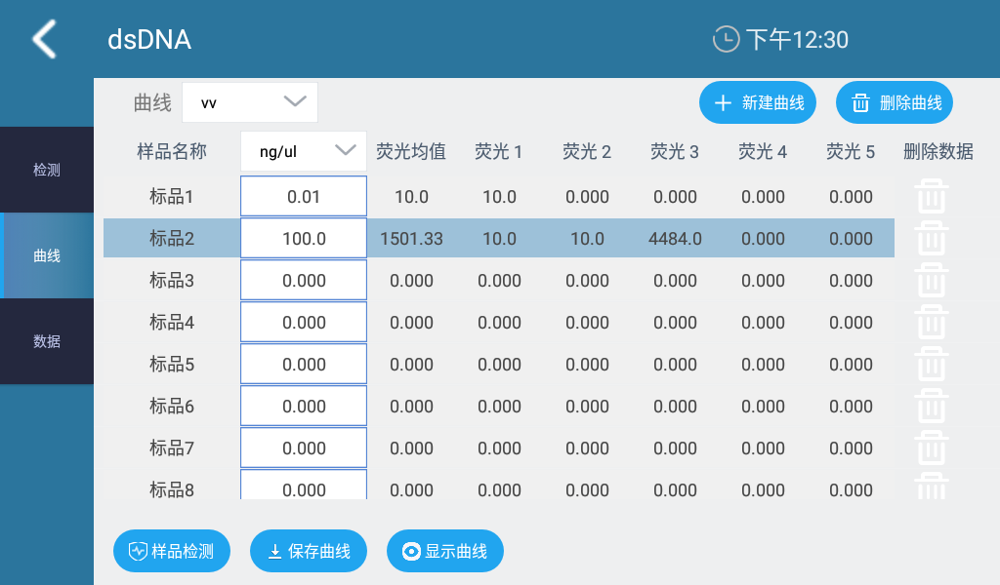 dsDNA 下午12:30
曲线 vv 新建曲线 删除曲线
样品名称 ng/ul 荧光均值 荧光 1 荧光 2 荧光 3 荧光 4 荧光 5 删除数据
检测
曲线
数据
标品1 0.01 10.0 10.0 0.000 0.000 0.000 0.000
标品2 100.0 1501.33 10.0 10.0 4484.0 0.000 0.000
标品3 0.000 0.000 0.000 0.000 0.000 0.000 0.000
标品4 0.000 0.000 0.000 0.000 0.000 0.000 0.000
标品5 0.000 0.000 0.000 0.000 0.000 0.000 0.000
标品6 0.000 0.000 0.000 0.000 0.000 0.000 0.000
标品7 0.000 0.000 0.000 0.000 0.000 0.000 0.000
标品8 0.000 0.000 0.000 0.000 0.000 0.000 0.000
样品检测 保存曲线 显示曲线